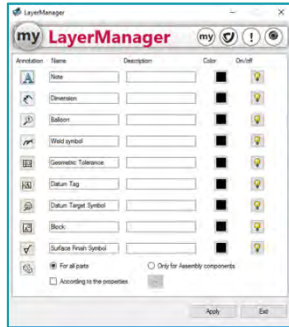 LayerManager
my LayerManager my !
Annotation Name Description Color On/off
A Note
Dimension
Balloon
Weld symbol
Geometric Tolerance
Datum Tag
Datum Target Symbol
Block
Surface Finish Symbol
For all parts Only for Assembly components
According to the properties ...
Apply Exit